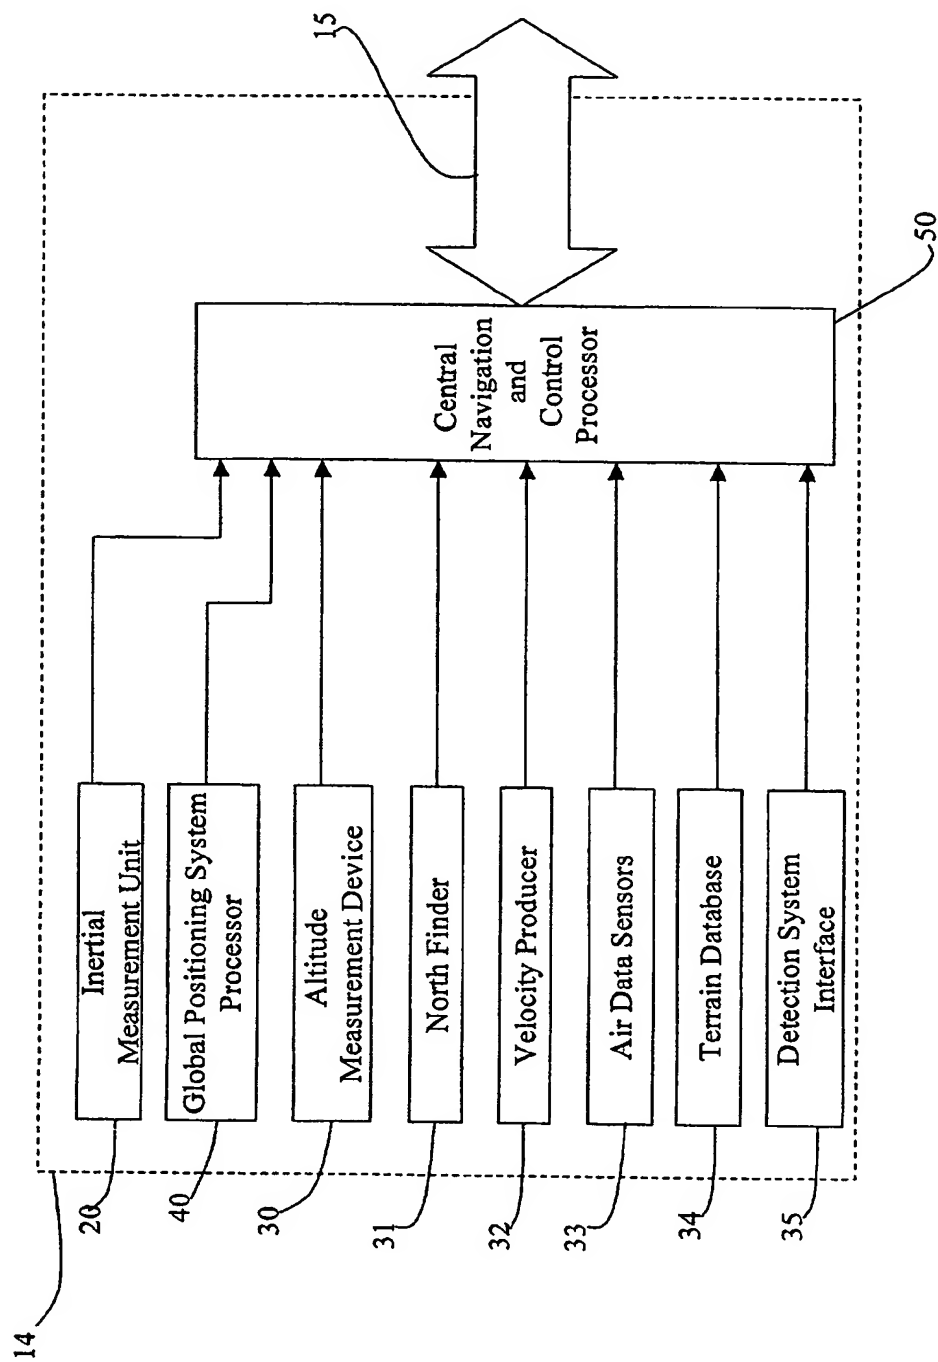 14
20
Inertial
Measurement Unit
40
Global Positioning System
Processor
30
Altitude
Measurement Device
31
North Finder
32
Velocity Producer
33
Air Data Sensors
34
Terrain Database
35
Detection System
Interface
Central
Navigation
and
Control
Processor
50
15